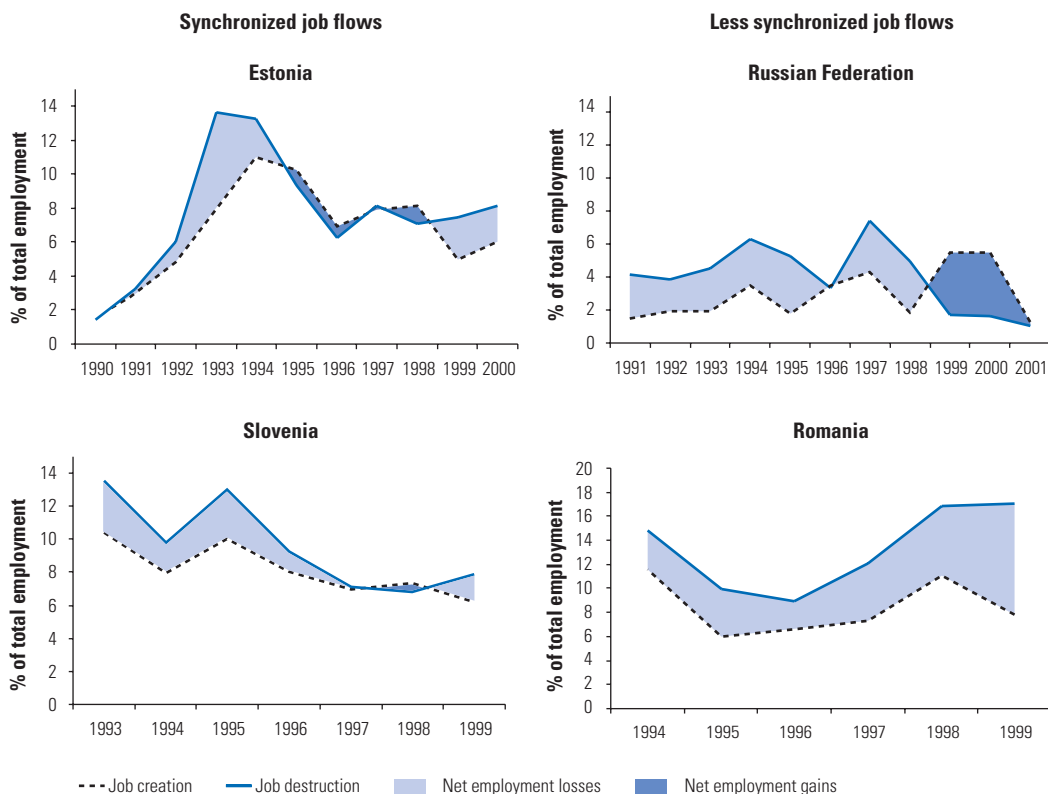 Synchronized job flows
Less synchronized job flows
Estonia
% of total employment
14
12
10
8
6
4
2
0
1990 1991 1992 1993 1994 1995 1996 1997 1998 1999 2000
Russian Federation
% of total employment
14
12
10
8
6
4
2
0
1991 1992 1993 1994 1995 1996 1997 1998 1999 2000 2001
Slovenia
% of total employment
14
12
10
8
6
4
2
0
1993 1994 1995 1996 1997 1998 1999
Romania
% of total employment
20
18
16
14
12
10
8
6
4
2
0
1994 1995 1996 1997 1998 1999
Job creation Job destruction Net employment losses Net employment gains